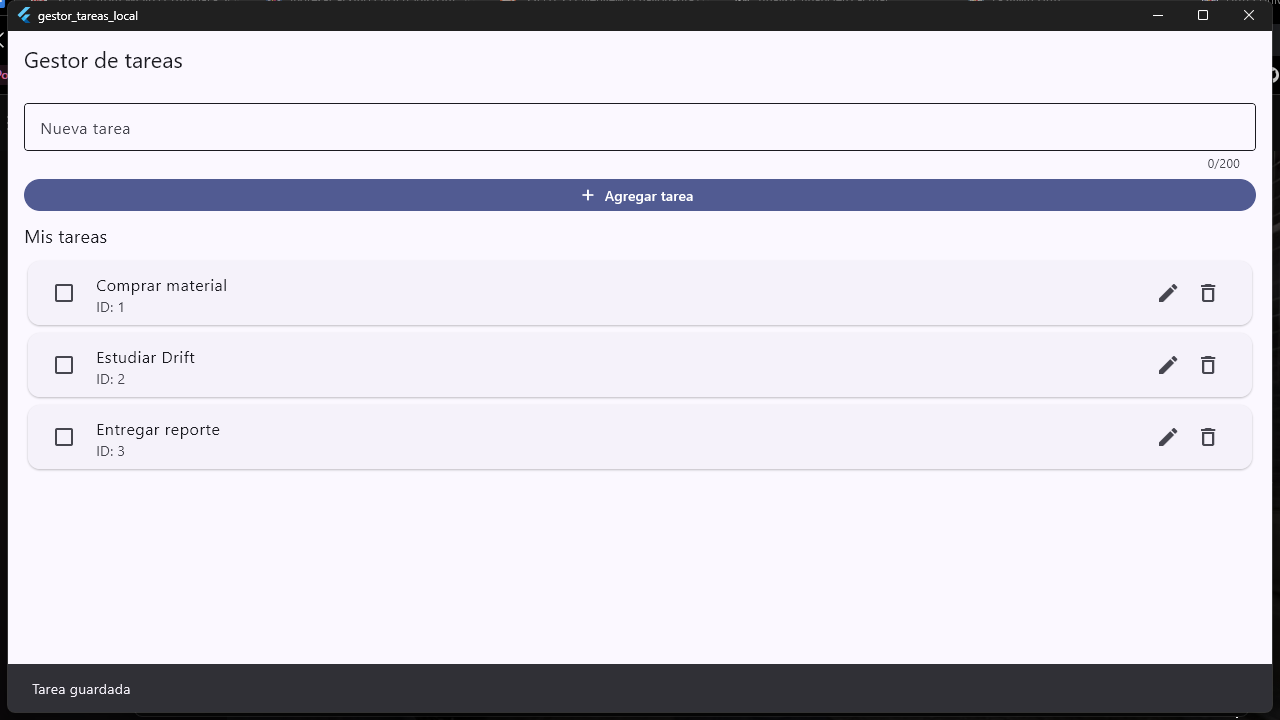 gestor_tareas_local
Gestor de tareas
Nueva tarea
0/200
+ Agregar tarea
Mis tareas
Comprar material
ID: 1
Estudiar Drift
ID: 2
Entregar reporte
ID: 3
Tarea guardada